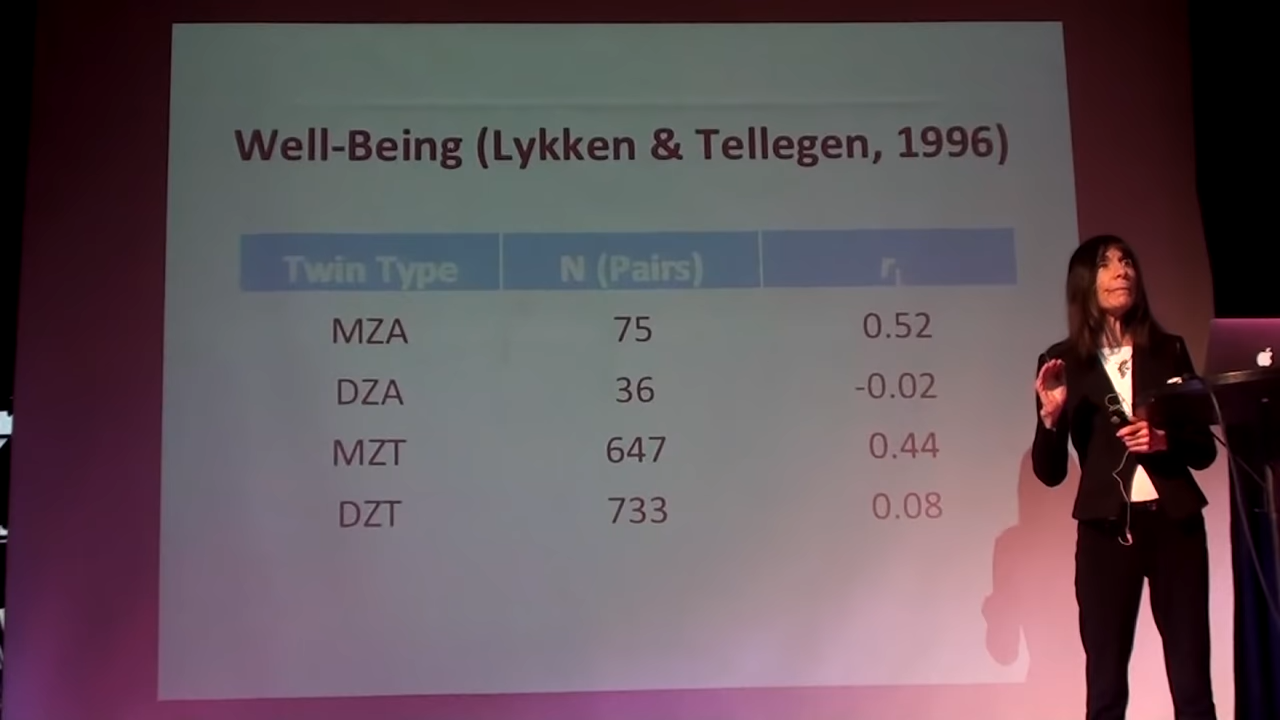 Well-Being (Lykken & Tellegen, 1996)
Twin Type N (Pairs) ri
MZA 75 0.52
DZA 36 -0.02
MZT 647 0.44
DZT 733 0.08